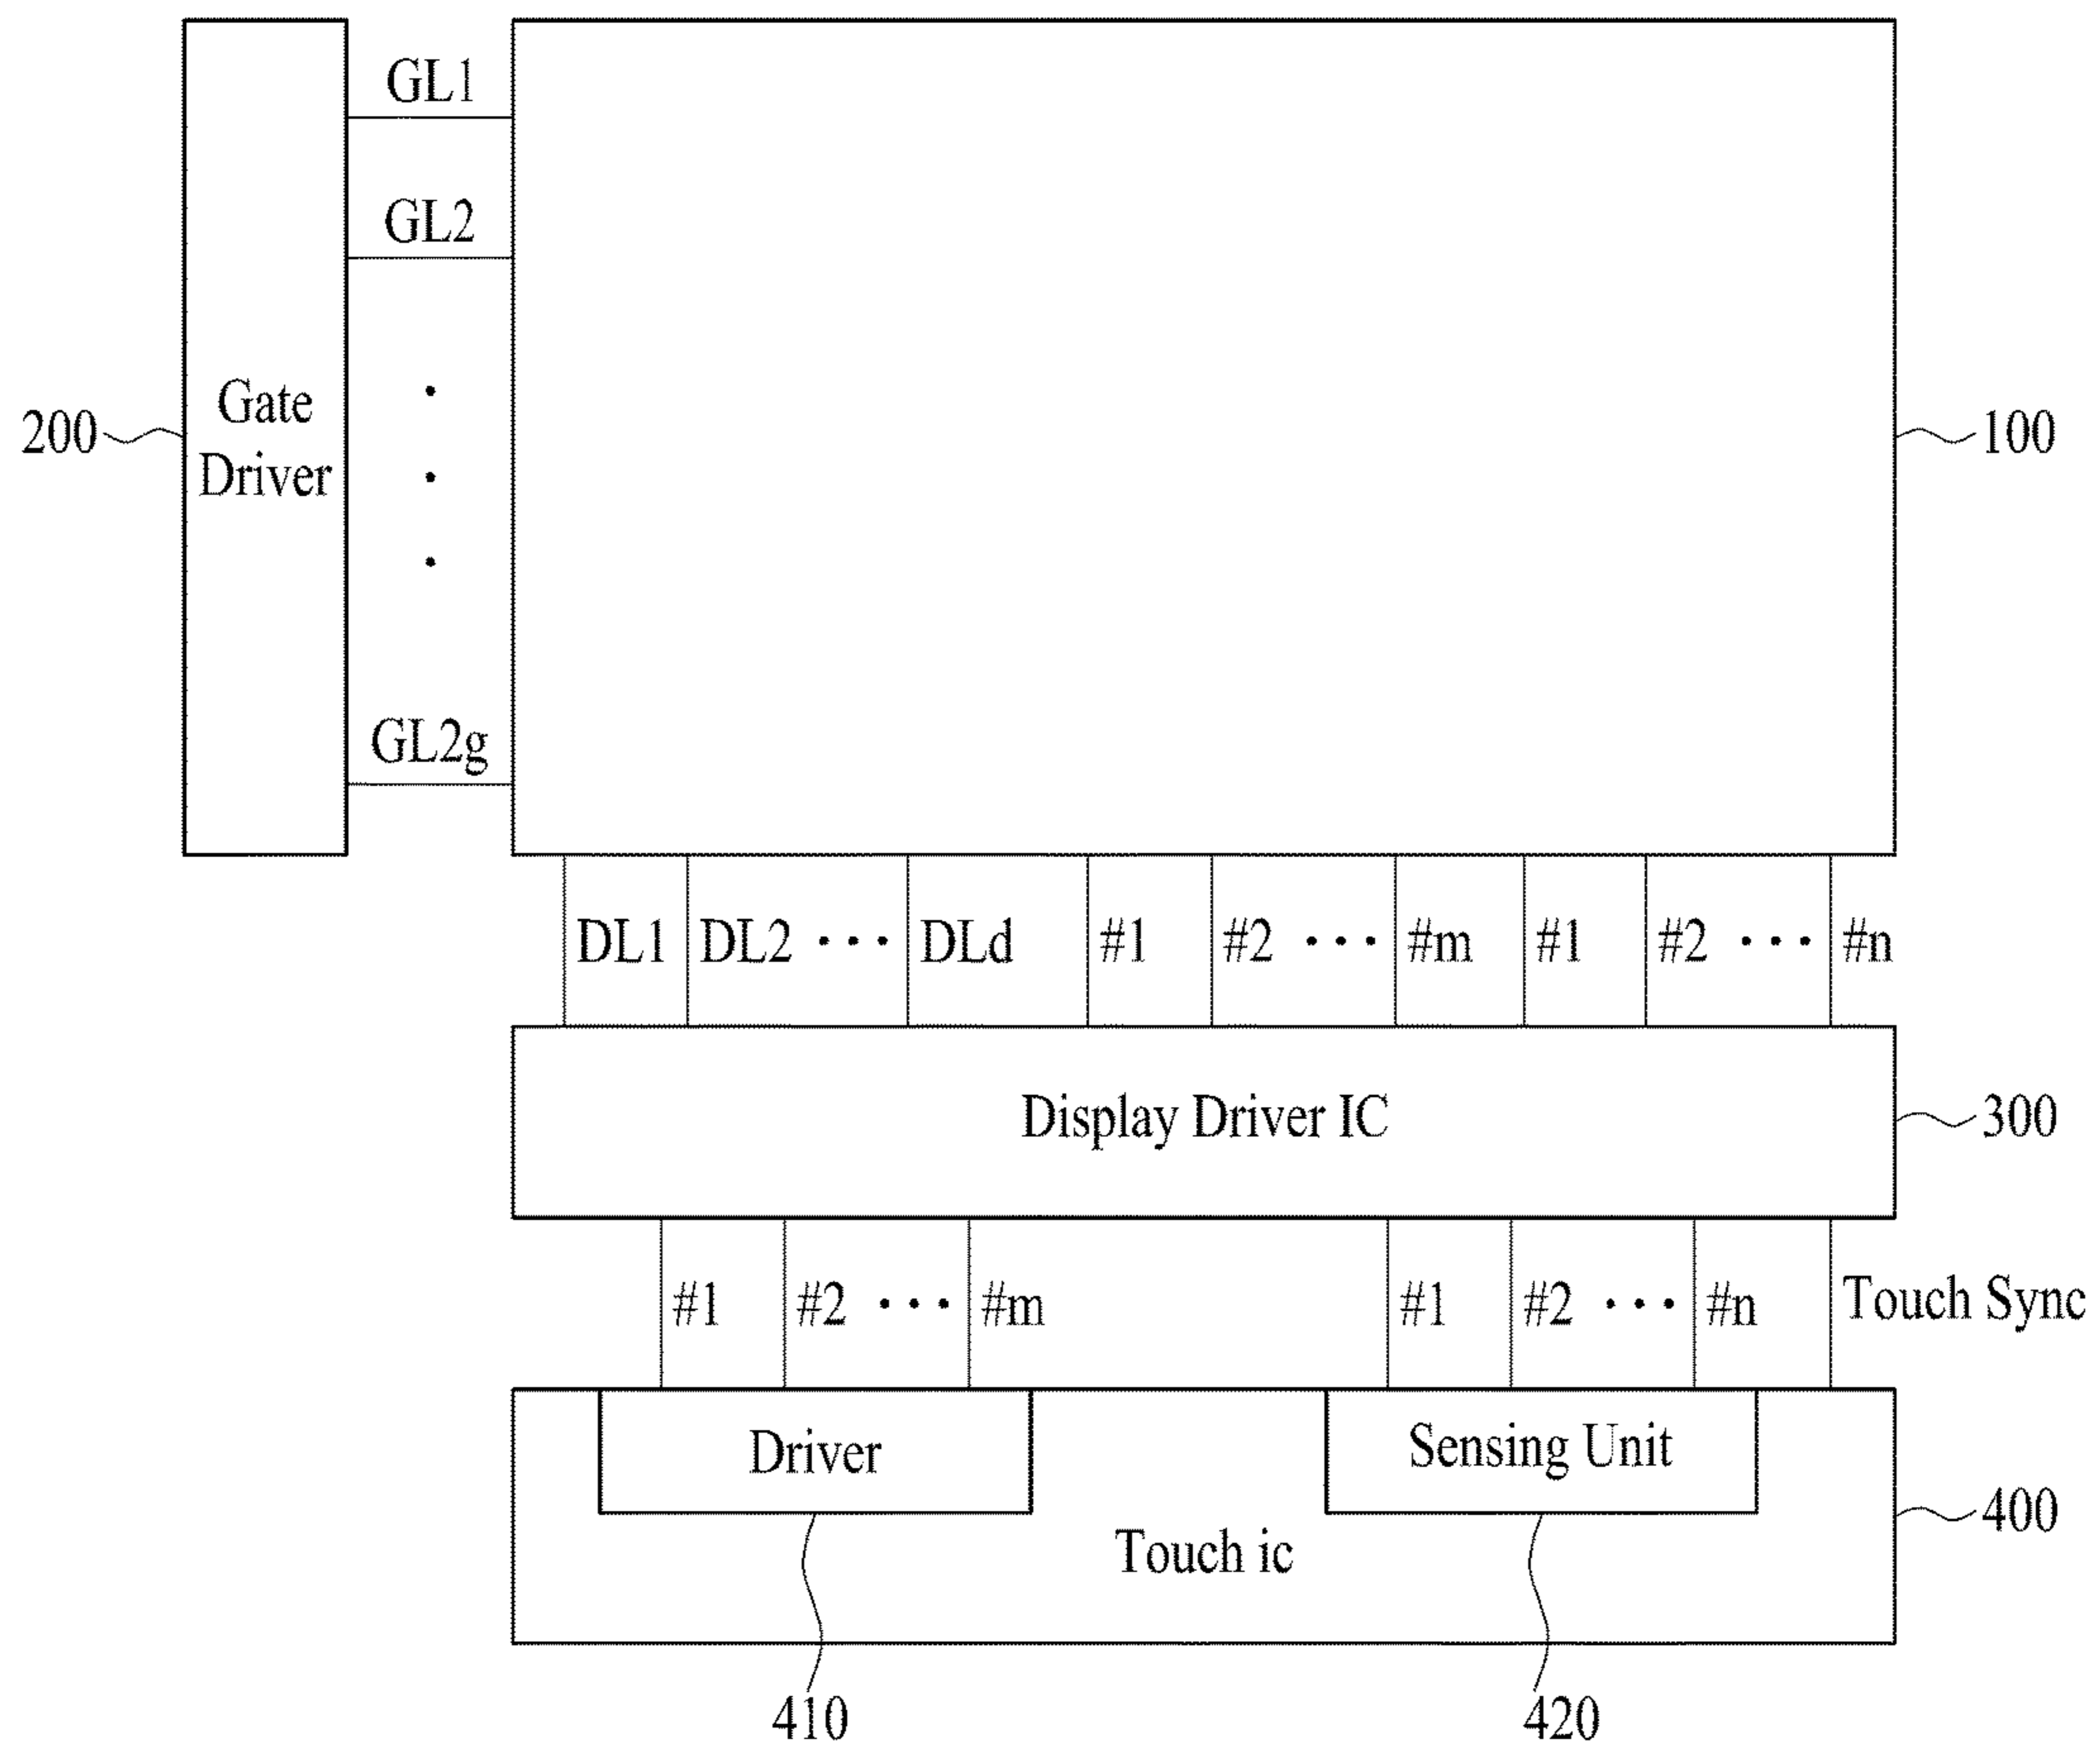 GL1
GL2
Gate
Driver
200
100
GL2g
DL1 DL2 ··· DLd #1 #2 ··· #m #1 #2 ··· #n
Display Driver IC
300
#1 #2 ··· #m #1 #2 ··· #n Touch Sync
Driver
Sensing Unit
400
Touch ic
410
420